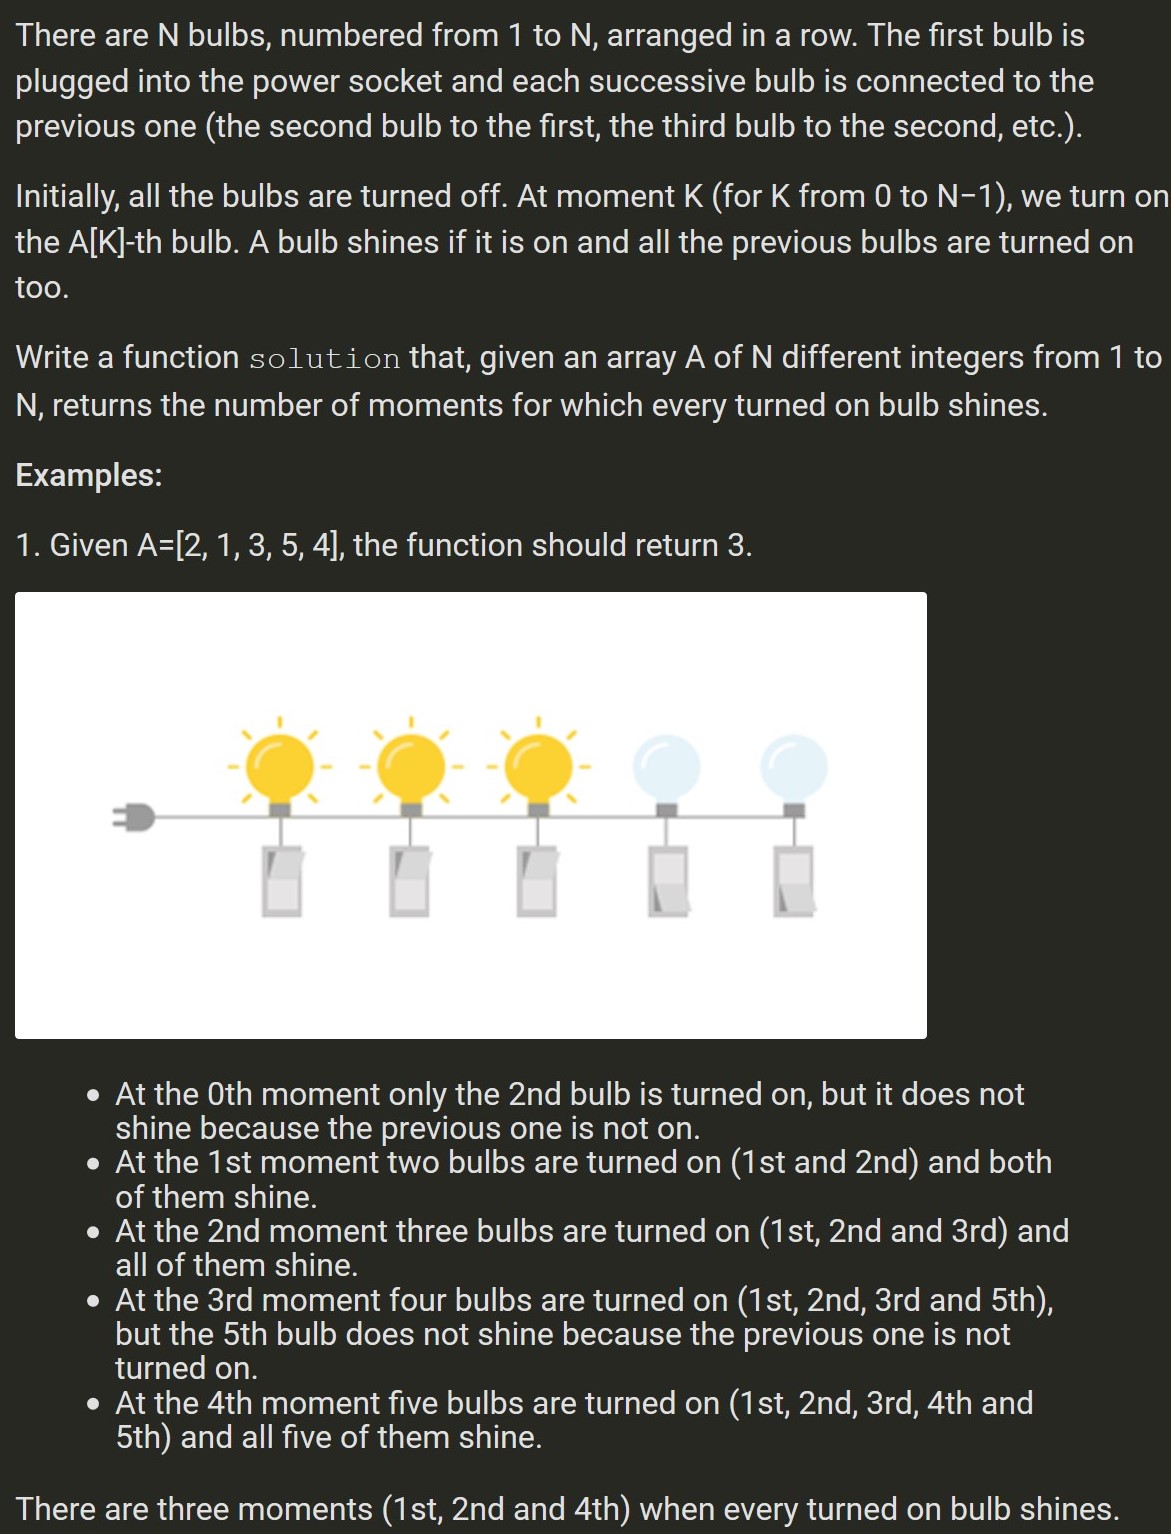 There are N bulbs, numbered from 1 to N, arranged in a row. The first bulb is
plugged into the power socket and each successive bulb is connected to the
previous one (the second bulb to the first, the third bulb to the second, etc.).
Initially, all the bulbs are turned off. At moment K (for K from 0 to N−1), we turn on
the A[K]-th bulb. A bulb shines if it is on and all the previous bulbs are turned on
too.
Write a function solution that, given an array A of N different integers from 1 to
N, returns the number of moments for which every turned on bulb shines.
Examples:
1. Given A=[2, 1, 3, 5, 4], the function should return 3.
• At the 0th moment only the 2nd bulb is turned on, but it does not
shine because the previous one is not on.
• At the 1st moment two bulbs are turned on (1st and 2nd) and both
of them shine.
• At the 2nd moment three bulbs are turned on (1st, 2nd and 3rd) and
all of them shine.
• At the 3rd moment four bulbs are turned on (1st, 2nd, 3rd and 5th),
but the 5th bulb does not shine because the previous one is not
turned on.
• At the 4th moment five bulbs are turned on (1st, 2nd, 3rd, 4th and
5th) and all five of them shine.
There are three moments (1st, 2nd and 4th) when every turned on bulb shines.